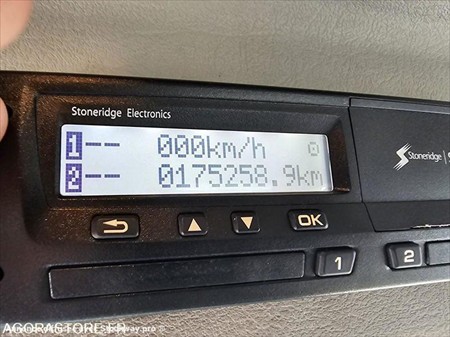 Stoneridge Electronics
1-- 000km/h
2-- 0175258.9km
Stoneridge
OK
1
2
AGORASTORE.FR